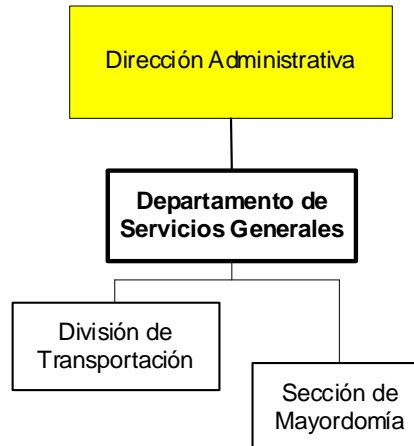 Dirección Administrativa
Departamento de
Servicios Generales
División de
Transportación
Sección de
Mayordomía